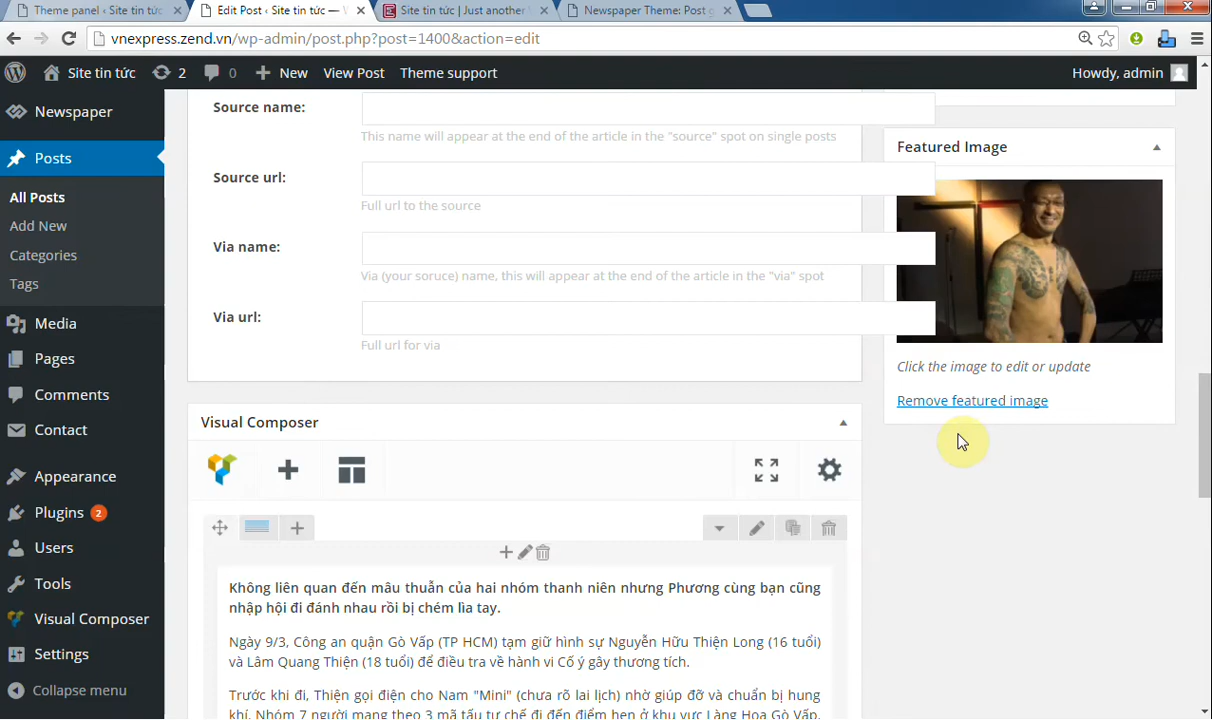 Theme panel ‹ Site tin tức
Edit Post ‹ Site tin tức —
Site tin tức | Just another
Newspaper Theme: Post
vnexpress.zend.vn/wp-admin/post.php?post=1400&action=edit
Site tin tức
2
0
New
View Post
Theme support
Howdy, admin
Newspaper
Posts
All Posts
Add New
Categories
Tags
Media
Pages
Comments
Contact
Appearance
Plugins 2
Users
Tools
Visual Composer
Settings
Collapse menu
Source name:
This name will appear at the end of the article in the "source" spot on single posts
Source url:
Full url to the source
Via name:
Via (your soruce) name, this will appear at the end of the article in the "via" spot
Via url:
Full url for via
Visual Composer
Không liên quan đến mâu thuẫn của hai nhóm thanh niên nhưng Phương cùng bạn cũng
nhập hội đi đánh nhau rồi bị chém lìa tay.
Ngày 9/3, Công an quận Gò Vấp (TP HCM) tạm giữ hình sự Nguyễn Hữu Thiện Long (16 tuổi)
và Lâm Quang Thiện (18 tuổi) để điều tra về hành vi Cố ý gây thương tích.
Trước khi đi, Thiện gọi điện cho Nam "Mini" (chưa rõ lai lịch) nhờ giúp đỡ và chuẩn bị hung
khí. Nhóm 7 người mang theo 3 mã tấu tự chế đi đến điểm hẹn ở khu vực Làng Hoa Gò Vấp.
Featured Image
Click the image to edit or update
Remove featured image